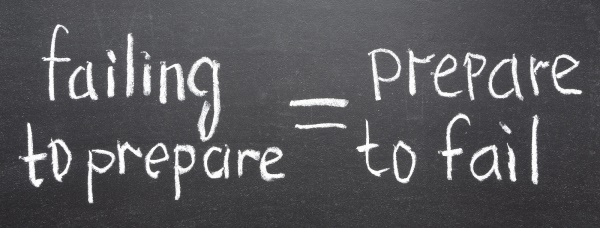 failing
to prepare
=
prepare
to fail